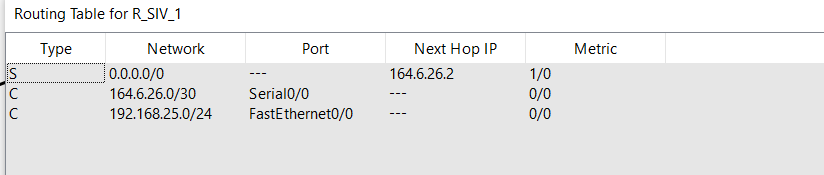 Routing Table for R_SIV_1
Type Network Port Next Hop IP Metric
S 0.0.0.0/0 --- 164.6.26.2 1/0
C 164.6.26.0/30 Serial0/0 --- 0/0
C 192.168.25.0/24 FastEthernet0/0 --- 0/0